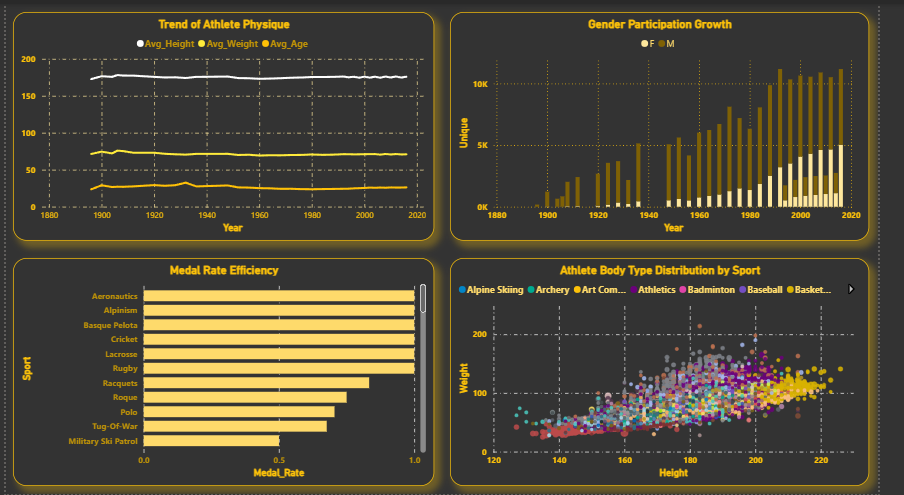 Trend of Athlete Physique
Avg_Height Avg_Weight Avg_Age
200
150
100
50
0
1880 1900 1920 1940 1960 1980 2000 2020
Year
Gender Participation Growth
F M
Unique
10K
5K
0K
1880 1900 1920 1940 1960 1980 2000 2020
Year
Medal Rate Efficiency
Sport
Aeronautics
Alpinism
Basque Pelota
Cricket
Lacrosse
Rugby
Racquets
Roque
Polo
Tug-Of-War
Military Ski Patrol
0.0 0.5 1.0
Medal_Rate
Athlete Body Type Distribution by Sport
Alpine Skiing Archery Art Com... Athletics Badminton Baseball Basket...
Weight
200
100
0
120 140 160 180 200 220
Height